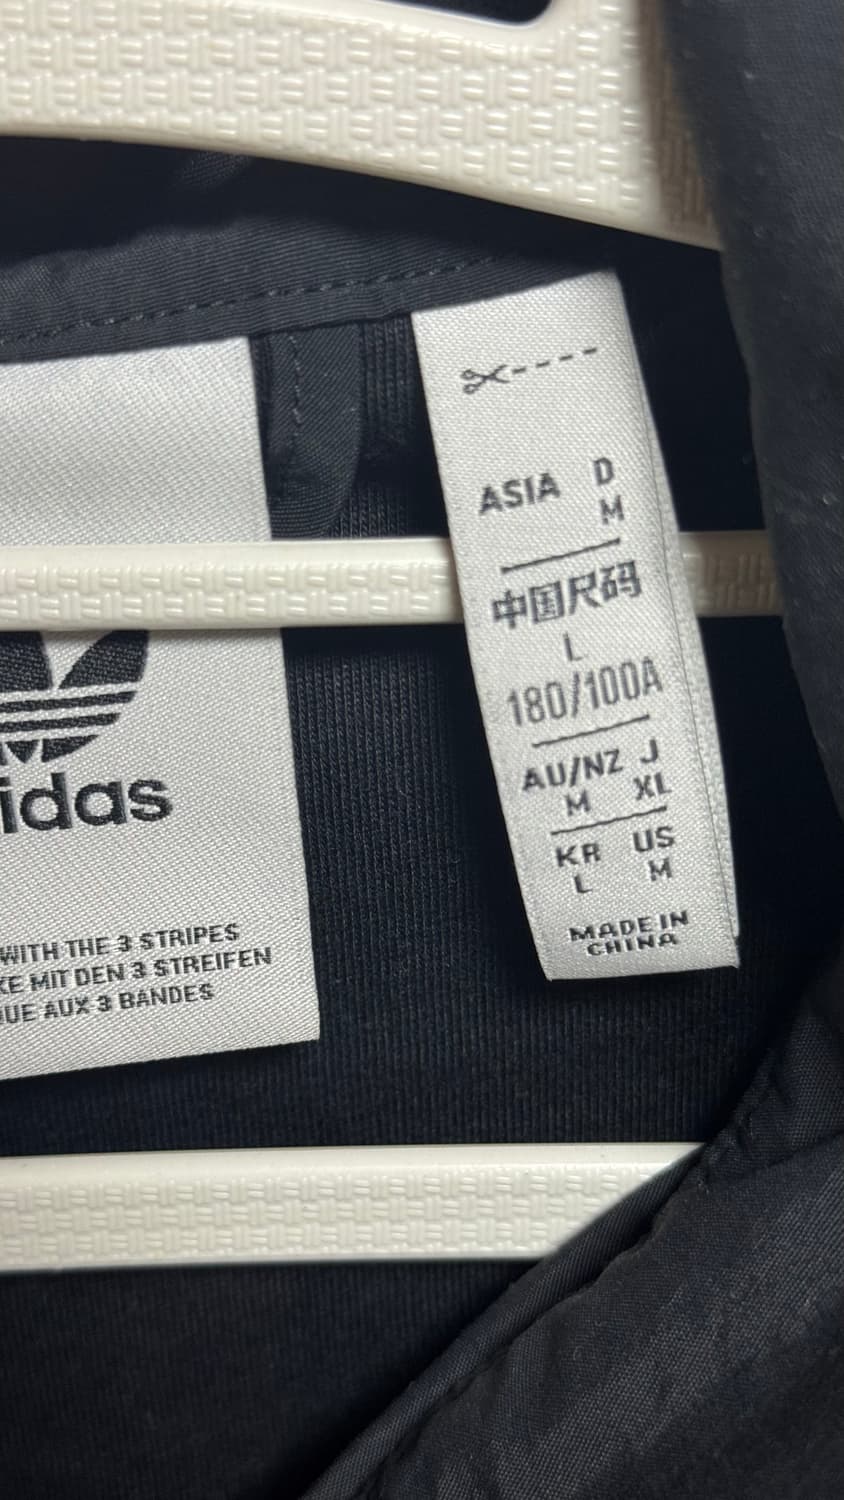 idas
WITH THE 3 STRIPES
KE MIT DEN 3 STREIFEN
QUE AUX 3 BANDES
ASIA D
M
中国尺码
L
180/100A
AU/NZ J
M XL
KR US
L M
MADE IN
CHINA